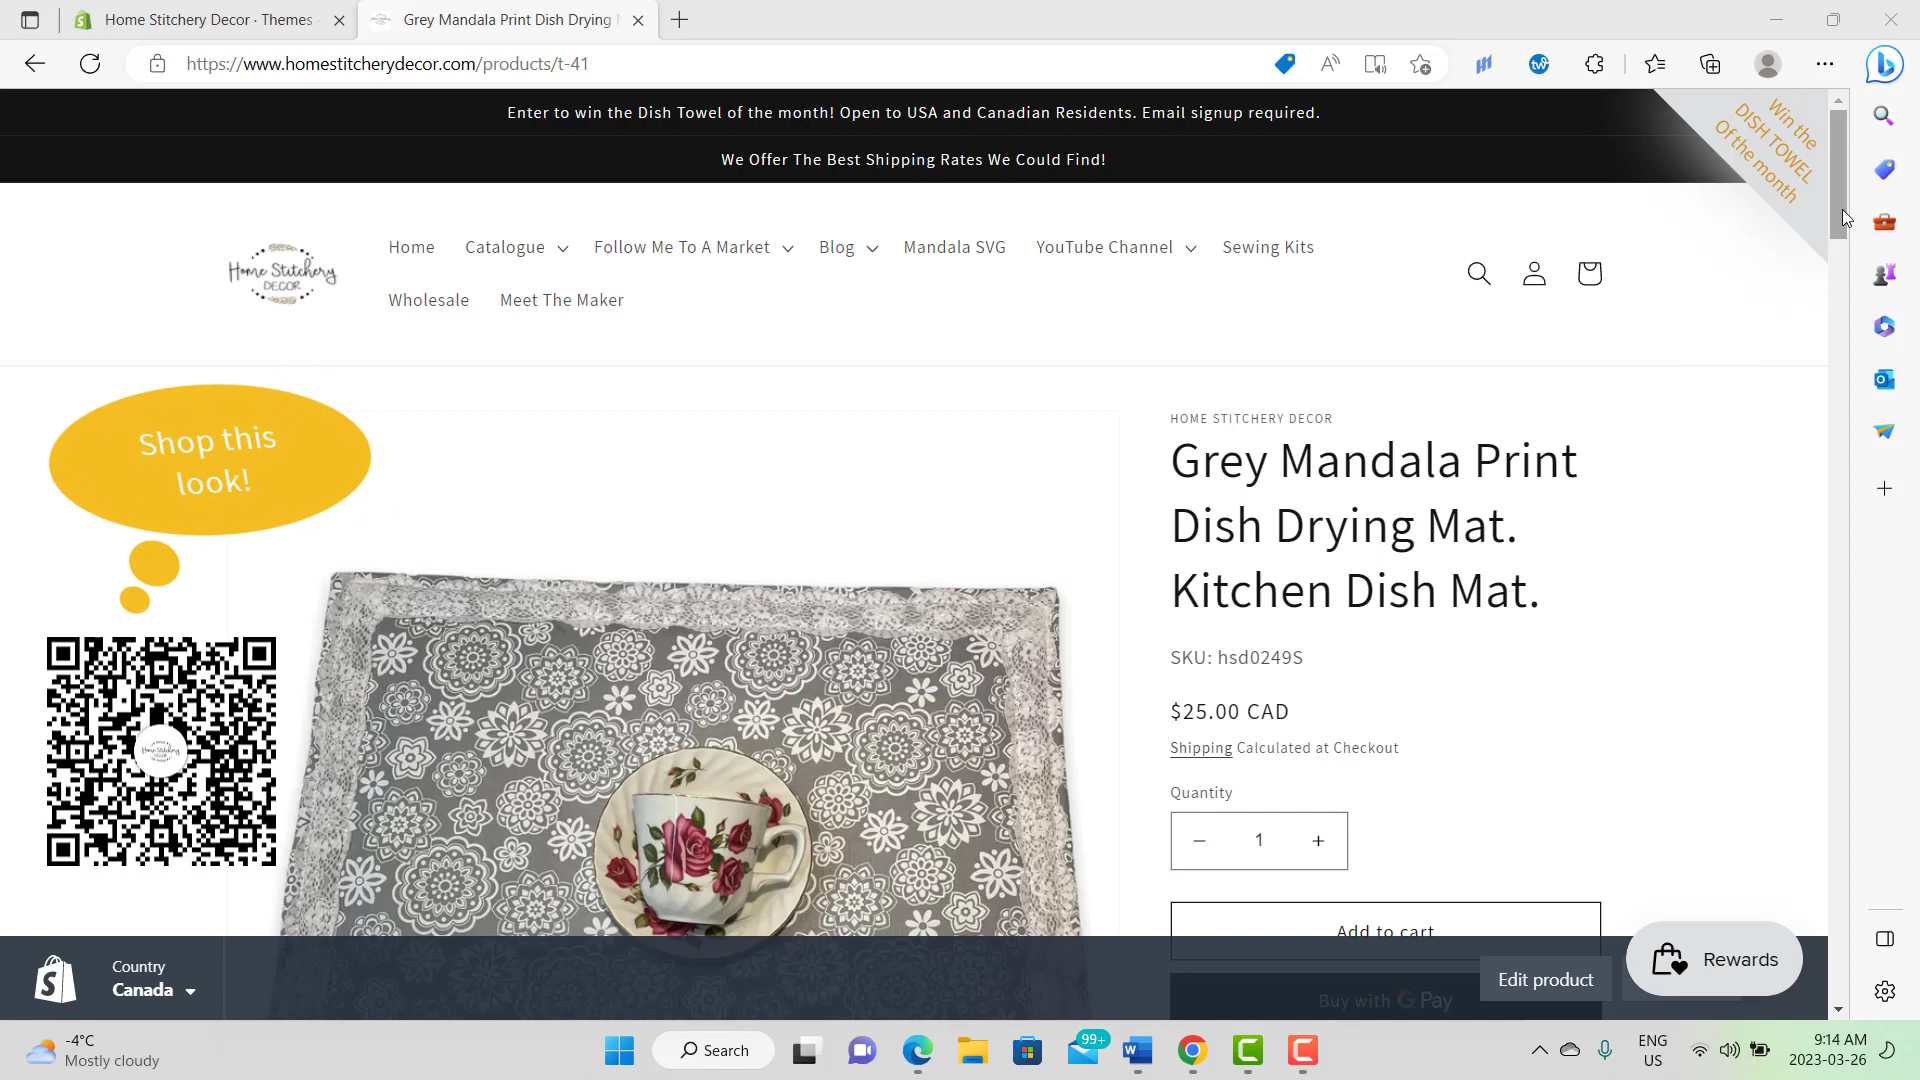 Home Stitchery Decor · Themes
Grey Mandala Print Dish Drying
https://www.homestitcherydecor.com/products/t-41
Enter to win the Dish Towel of the month! Open to USA and Canadian Residents. Email signup required.
We Offer The Best Shipping Rates We Could Find!
Win the
DISH TOWEL
Of the month
Home Stitchery
DECOR
Home
Catalogue
Follow Me To A Market
Blog
Mandala SVG
YouTube Channel
Sewing Kits
Wholesale
Meet The Maker
Shop this
look!
Home Stitchery
DECOR
HOME STITCHERY DECOR
Grey Mandala Print
Dish Drying Mat.
Kitchen Dish Mat.
SKU: hsd0249S
$25.00 CAD
Shipping Calculated at Checkout
Quantity
− 1 +
Add to cart
Buy with G Pay
Country
Canada
Edit product
Rewards
-4°C
Mostly cloudy
Search
99+
ENG
US
9:14 AM
2023-03-26